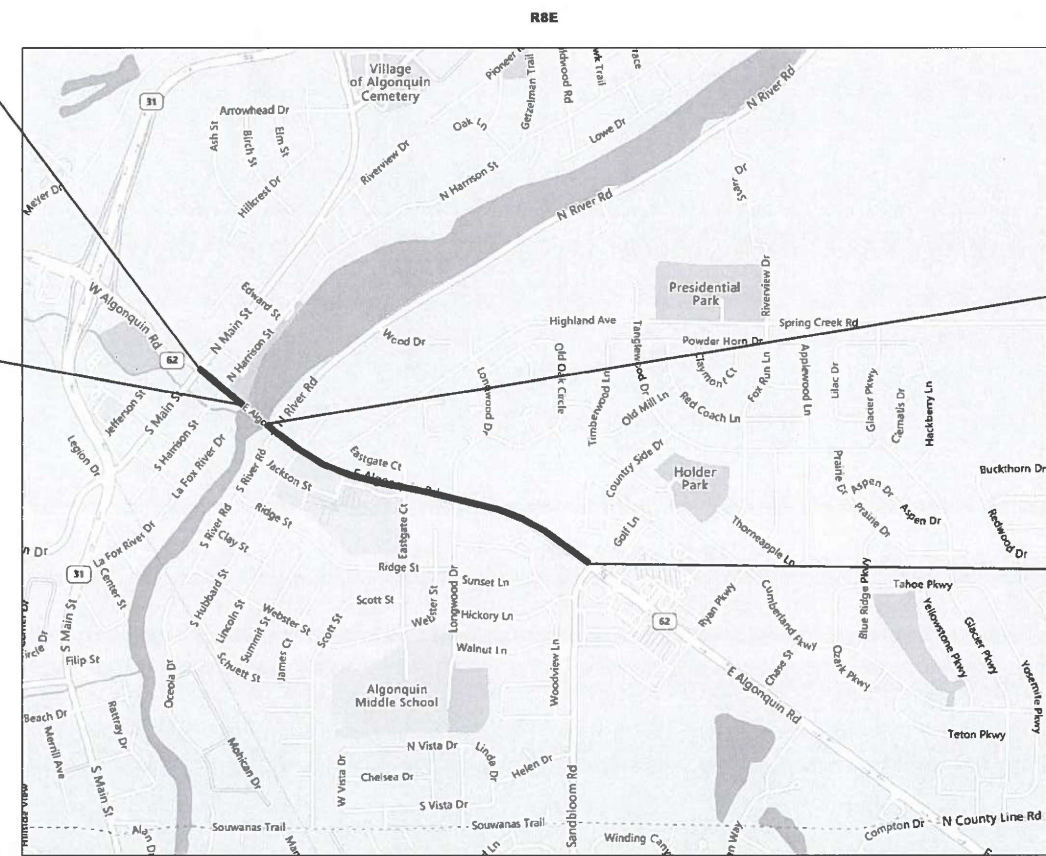 R8E
Village
of Algonquin
Cemetery
Getzelman Trail
N River Rd
31
Arrowhead Dr
Ash St
Birch St
Elm St
Oak Ln
Lowe Dr
Riverview Dr
N Harrison St
Hillcrest Dr
Meyer Dr
N River Rd
Starr Dr
Presidential
Park
Riverview Dr
W Algonquin Rd
Edward St
N Main St
N Harrison St
62
Wood Dr
Highland Ave
Spring Creek Rd
Tanglewood Dr
Powder Horn Dr
Old Oak Circle
Claymont Ct
Fox Run Ln
Applewood Ln
Lilac Dr
Glacier Pkwy
Clematis Dr
Hackberry Ln
Longwood Dr
Timberwood Ln
Old Mill Ln
Red Coach Ln
Jefferson St
S Main St
S Harrison St
La Fox River Dr
N River Rd
Legion Dr
S River Rd
Jackson St
Eastgate Ct
E Algonquin Rd
Country Side Dr
Holder
Park
Prairie Dr
Aspen Dr
Prairie Dr
Aspen Dr
Buckthorn Dr
Redwood Dr
Ridge St
S River Rd
Clay St
Eastgate Ct
Golf Ln
Thorneapple Ln
La Fox River Dr
31
Center St
Ridge St
Sunset Ln
Scott St
Webster St
Longwood Dr
Hickory Ln
Walnut Ln
Woodview Ln
62
Ryan Pkwy
Cumberland Pkwy
Blue Ridge Pkwy
Tahoe Pkwy
Yellowstone Pkwy
Glacier Pkwy
Yosemite Pkwy
S Main St
Filip St
S Hubbard St
Lincoln St
Summit St
Webster St
Schuett St
James Ct
Scott St
Chase St
Ozark Pkwy
E Algonquin Rd
Oceola Dr
Algonquin
Middle School
Beach Dr
Merrill Ave
Rattray Dr
Mohican Dr
N Vista Dr
Linda Dr
Helen Dr
W Vista Dr
Chelsea Dr
S Vista Dr
Teton Pkwy
S Main St
Sandbloom Rd
Souwanas Trail
Souwanas Trail
Compton Dr
N County Line Rd
Alan Dr